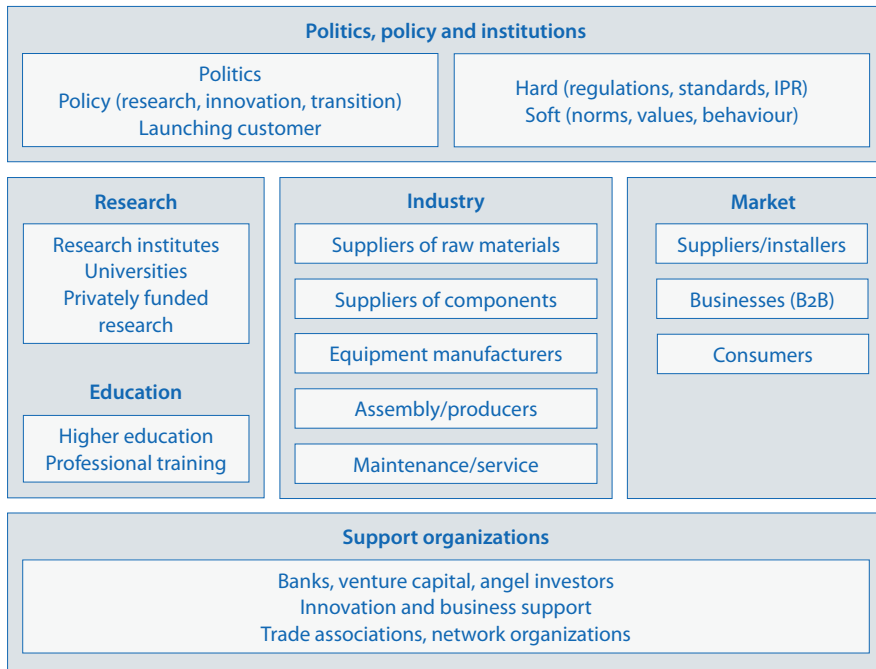 Politics, policy and institutions
Politics
Policy (research, innovation, transition)
Launching customer
Hard (regulations, standards, IPR)
Soft (norms, values, behaviour)
Research
Research institutes
Universities
Privately funded
research
Education
Higher education
Professional training
Industry
Suppliers of raw materials
Suppliers of components
Equipment manufacturers
Assembly/producers
Maintenance/service
Market
Suppliers/installers
Businesses (B2B)
Consumers
Support organizations
Banks, venture capital, angel investors
Innovation and business support
Trade associations, network organizations